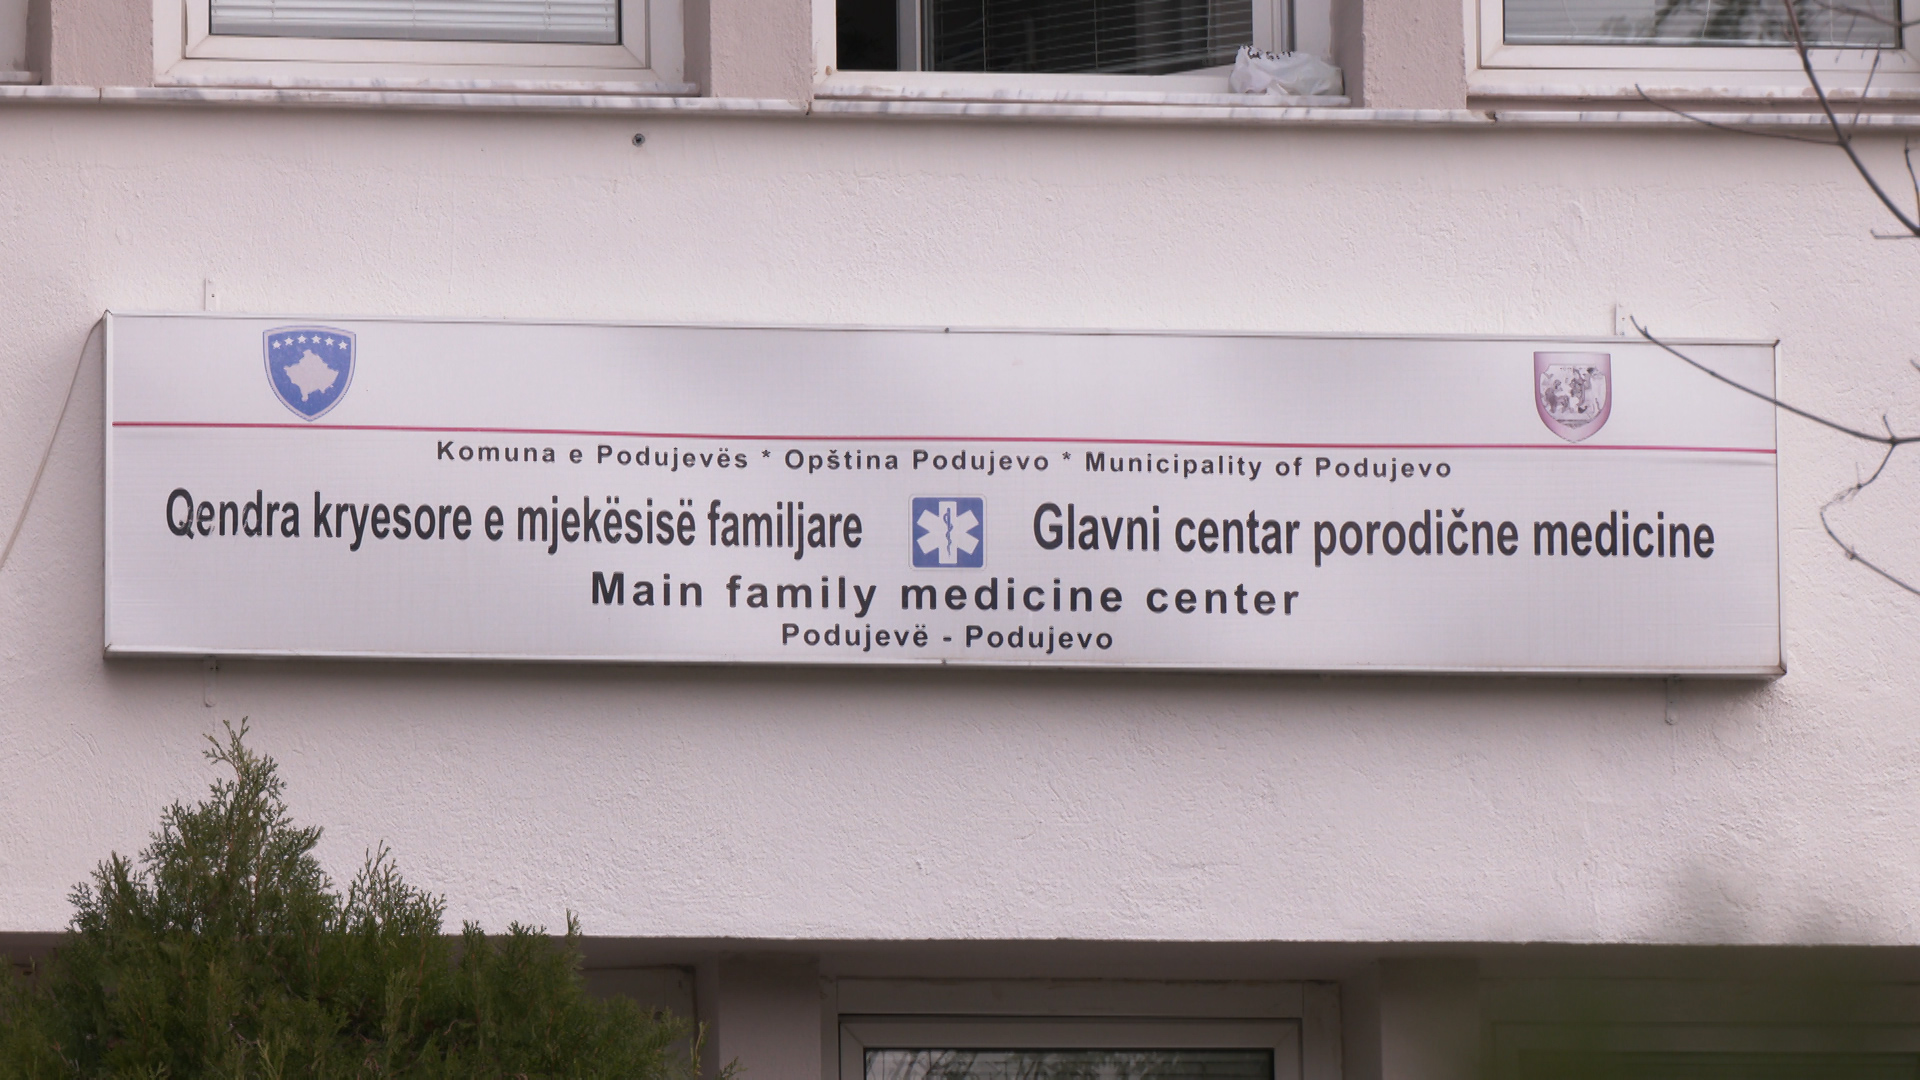 Komuna e Podujevës * Opština Podujevo * Municipality of Podujevo
Qendra kryesore e mjekësisë familjare Glavni centar porodične medicine
Main family medicine center
Podujevë - Podujevo